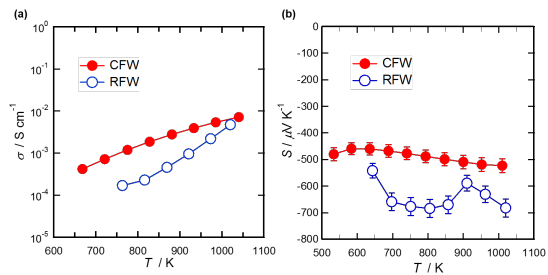 (a)
10⁰
10⁻¹
10⁻²
10⁻³
10⁻⁴
10⁻⁵
σ / S cm⁻¹
CFW
RFW
600 700 800 900 1000 1100
T / K
(b)
0
-100
-200
-300
-400
-500
-600
-700
-800
S / μV K⁻¹
CFW
RFW
500 600 700 800 900 1000 1100
T / K